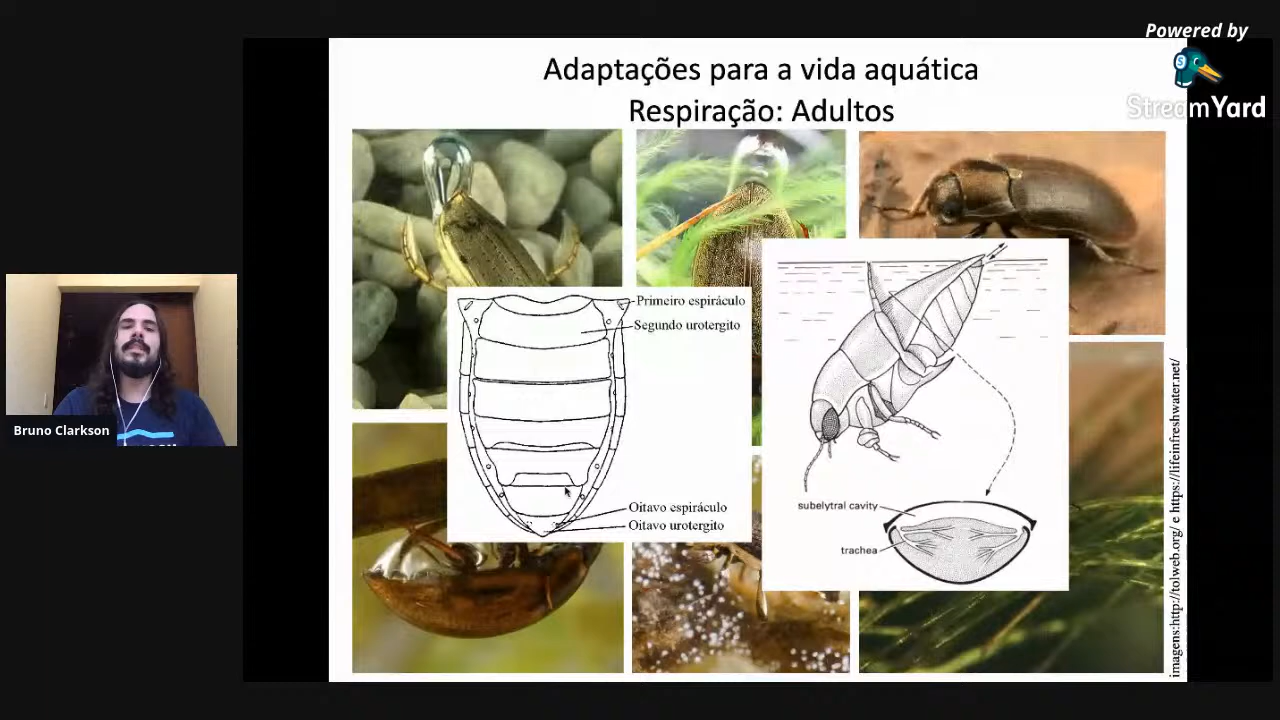 Powered by
StreamYard
Adaptações para a vida aquática
Respiração: Adultos
Bruno Clarkson
Primeiro espiráculo
Segundo urotergito
Oitavo espiráculo
Oitavo urotergito
subelytral cavity
trachea
imagens:http://tolweb.org/ e https://lifeinfreshwater.net/